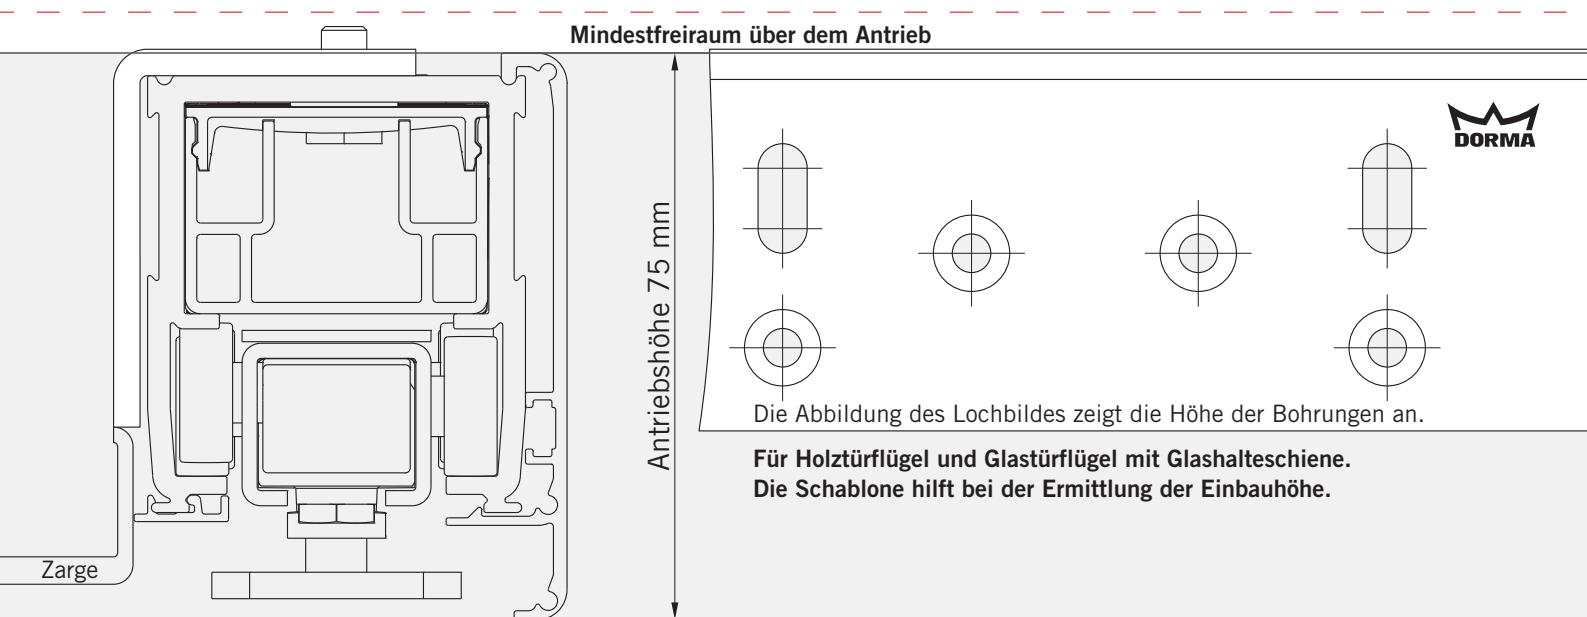 Mindestfreiraum über dem Antrieb
DORMA
Antriebshöhe 75 mm
Die Abbildung des Lochbildes zeigt die Höhe der Bohrungen an.
Für Holztürflügel und Glastürflügel mit Glashalteschiene.
Die Schablone hilft bei der Ermittlung der Einbauhöhe.
Zarge